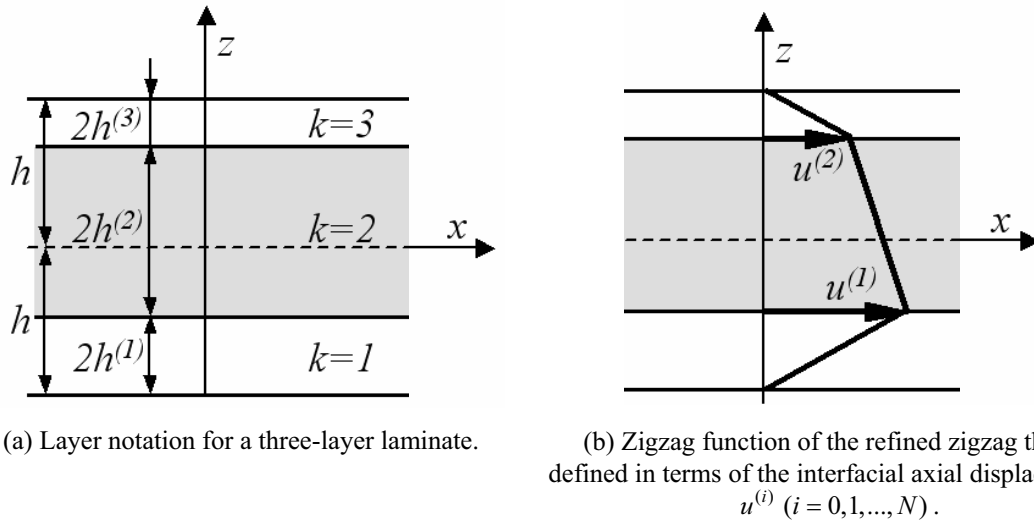 z
2h^(3) k=3
h
2h^(2) k=2 x
h
2h^(1) k=1
(a) Layer notation for a three-layer laminate.
z
u^(2)
x
u^(1)
(b) Zigzag function of the refined zigzag th
defined in terms of the interfacial axial displac
u^(i) (i = 0,1,..., N) .